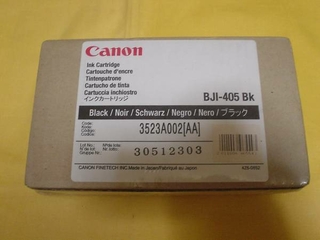 Canon
Ink Cartridge
Cartouche d'encre
Tintenpatrone
Cartucho de tinta
Cartuccia inchiostro
インクカートリッジ
BJI-405 Bk
Black / Noir / Schwarz / Negro / Nero / ブラック
3523A002[AA]
30512303
CANON FINETECH INC. Made in Japan/Fabriqué au Japon